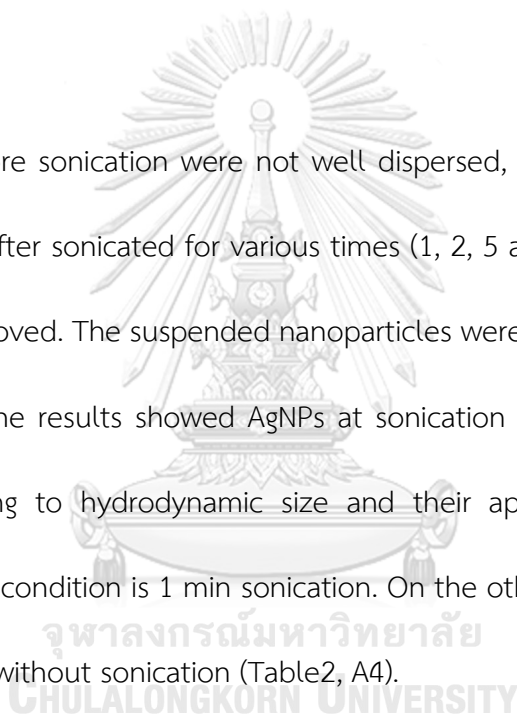 re sonication were not well dispersed,
fter sonicated for various times (1, 2, 5 a
oved. The suspended nanoparticles were
ne results showed AgNPs at sonication
ng to hydrodynamic size and their ap
condition is 1 min sonication. On the oth
จุฬาลงกรณ์มหาวิทยาลัย
without sonication (Table2, A4).
CHULALONGKORN UNIVERSITY